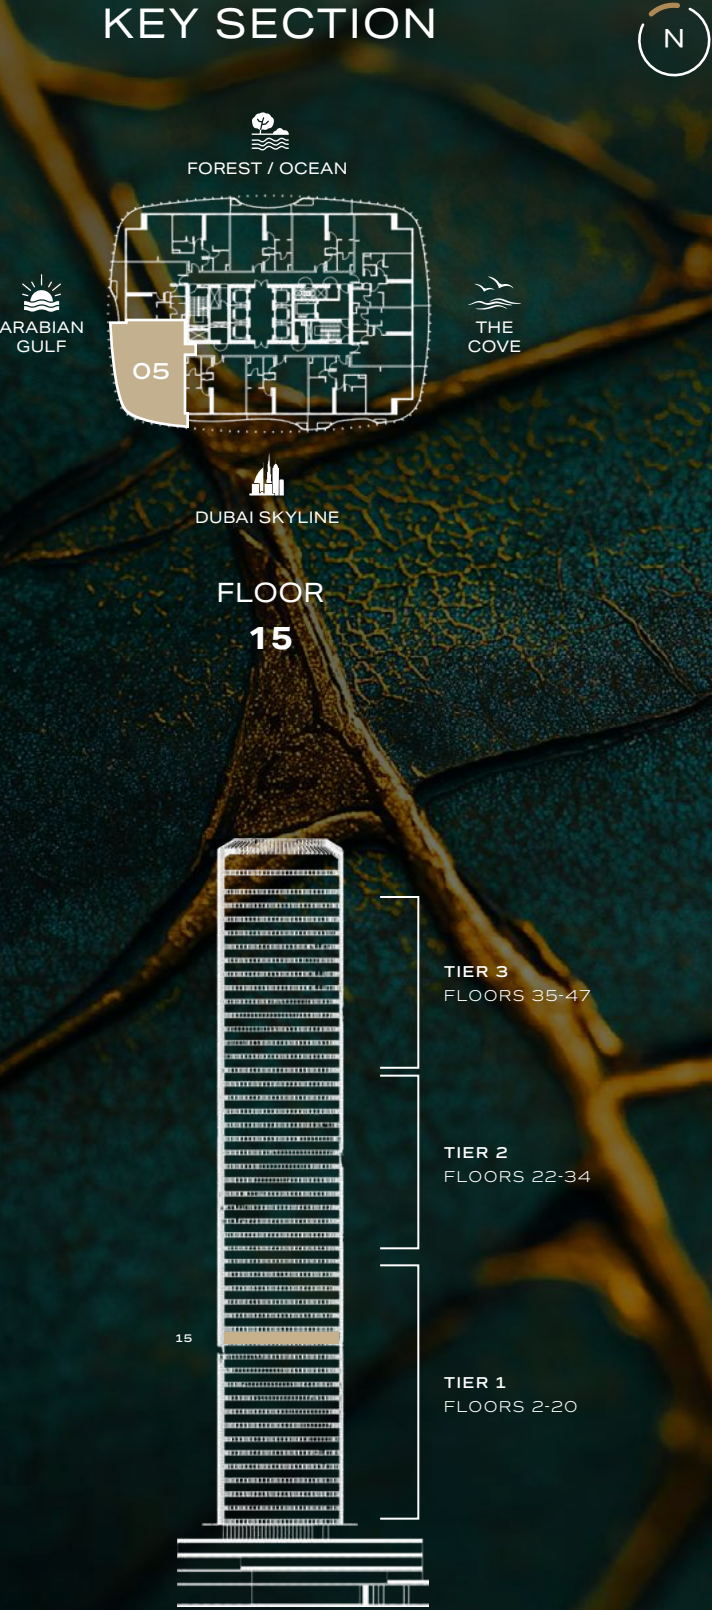 KEY SECTION
N
FOREST / OCEAN
ARABIAN
GULF
THE
COVE
05
DUBAI SKYLINE
FLOOR
15
TIER 3
FLOORS 35-47
TIER 2
FLOORS 22-34
15
TIER 1
FLOORS 2-20